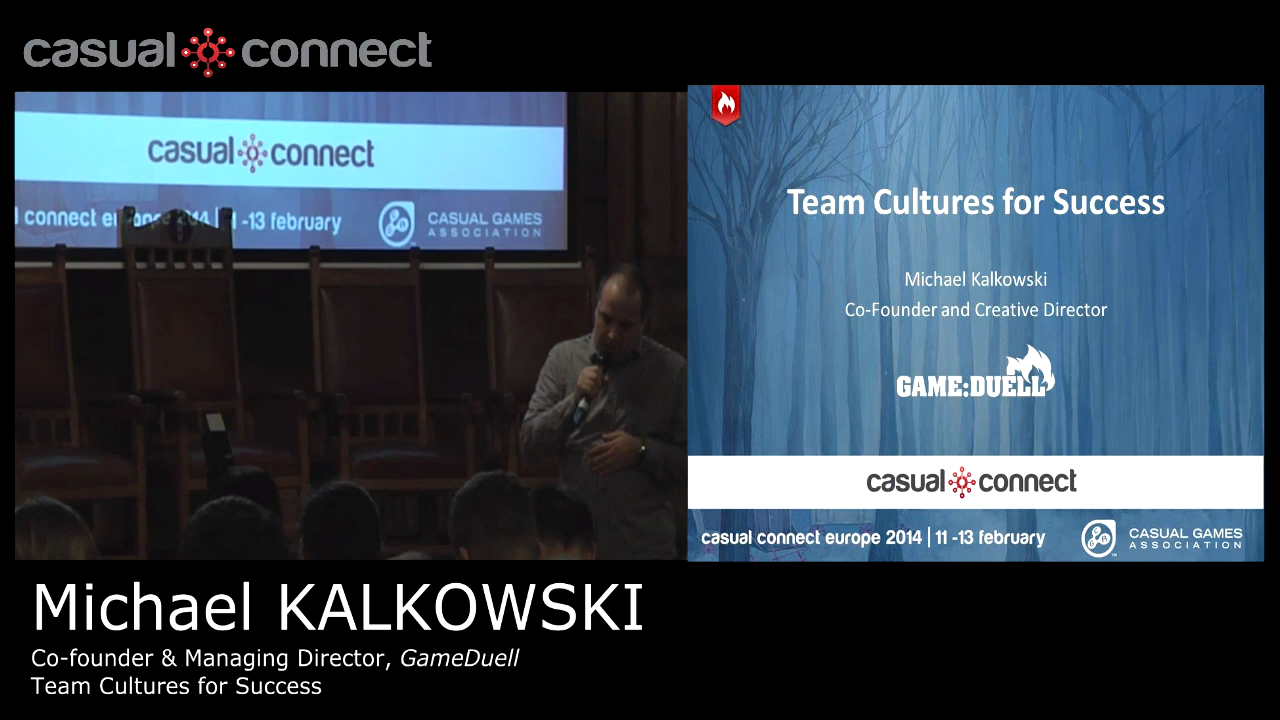 casual connect
casual connect
l connect europe 2014 | 11 -13 february
CASUAL GAMES
ASSOCIATION
Team Cultures for Success
Michael Kalkowski
Co-Founder and Creative Director
GAME:DUELL
casual connect
casual connect europe 2014 | 11 -13 february
CASUAL GAMES
ASSOCIATION
Michael KALKOWSKI
Co-founder & Managing Director, GameDuell
Team Cultures for Success